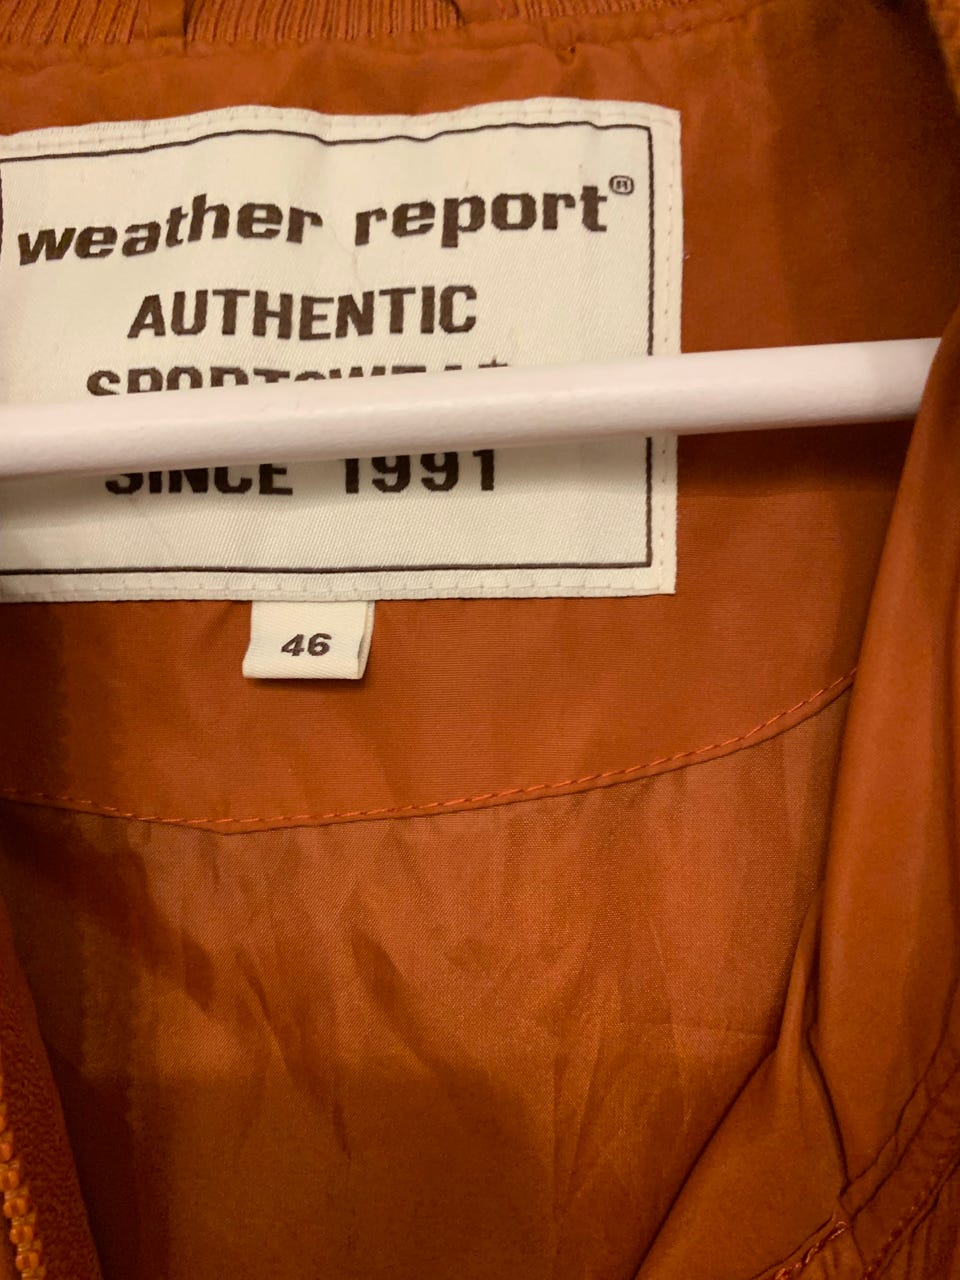 weather report®
AUTHENTIC
SINCE 1991
46